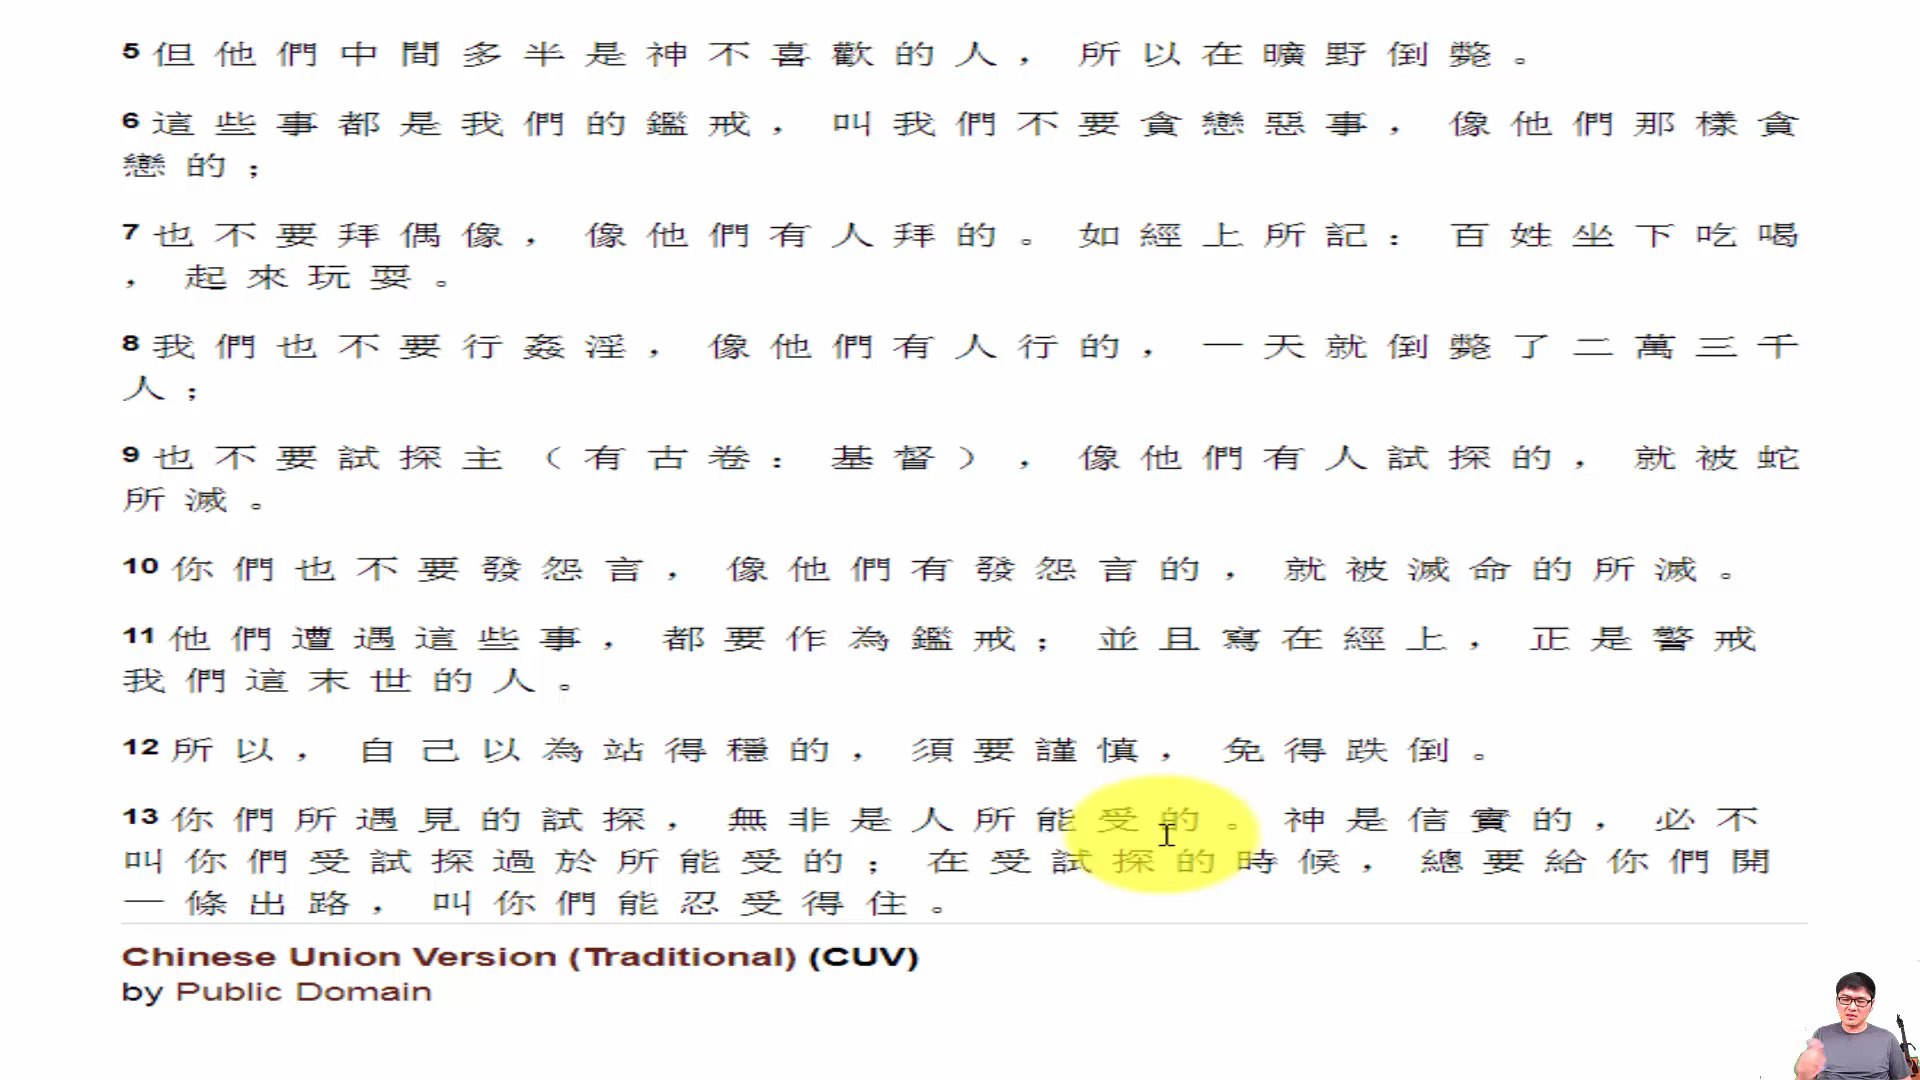 5 但他們中間多半是神不喜歡的人，所以在曠野倒斃。
6 這些事都是我們的鑑戒，叫我們不要貪戀惡事，像他們那樣貪
戀的；
7 也不要拜偶像，像他們有人拜的。如經上所記：百姓坐下吃喝
，起來玩耍。
8 我們也不要行姦淫，像他們有人行的，一天就倒斃了二萬三千
人；
9 也不要試探主（有古卷：基督），像他們有人試探的，就被蛇
所滅。
10 你們也不要發怨言，像他們有發怨言的，就被滅命的所滅。
11 他們遭遇這些事，都要作為鑑戒；並且寫在經上，正是警戒
我們這末世的人。
12 所以，自己以為站得穩的，須要謹慎，免得跌倒。
13 你們所遇見的試探，無非是人所能受的。神是信實的，必不
叫你們受試探過於所能受的；在受試探的時候，總要給你們開
一條出路，叫你們能忍受得住。
Chinese Union Version (Traditional) (CUV)
by Public Domain